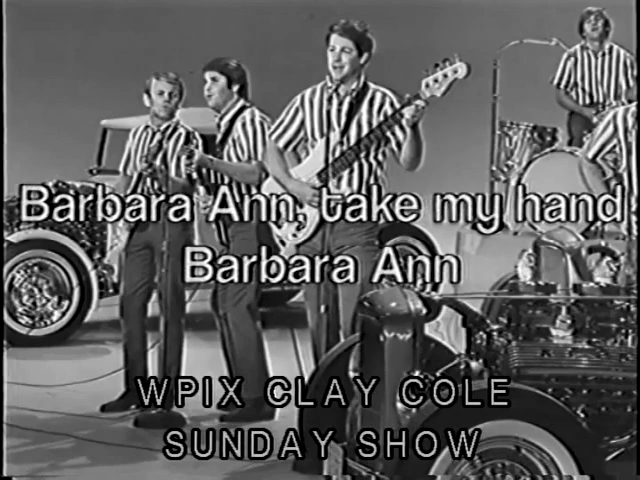 Barbara Ann, take my hand
Barbara Ann
WPIX CLAY COLE
SUNDAY SHOW